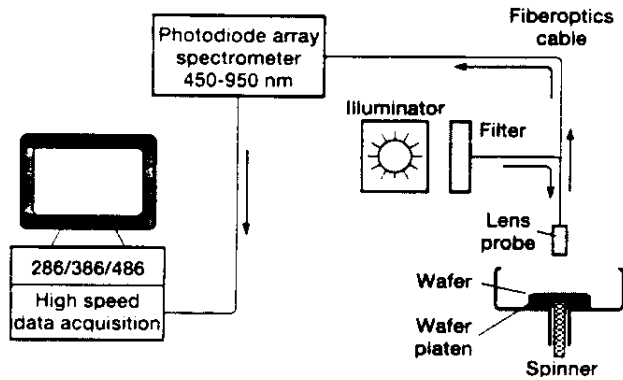 Fiberoptics
cable
Photodiode array
spectrometer
450-950 nm
Illuminator
Filter
Lens
probe
286/386/486
High speed
data acquisition
Wafer
Wafer
platen
Spinner